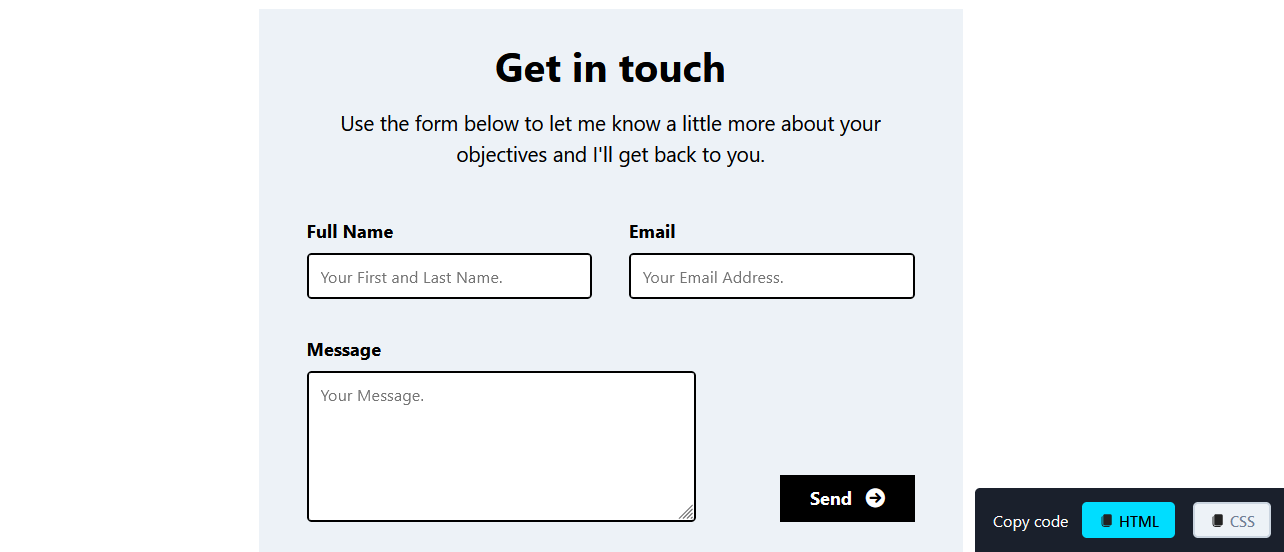 Get in touch
Use the form below to let me know a little more about your
objectives and I'll get back to you.
Full Name
Email
Your First and Last Name.
Your Email Address.
Message
Your Message.
Send
Copy code
HTML
CSS